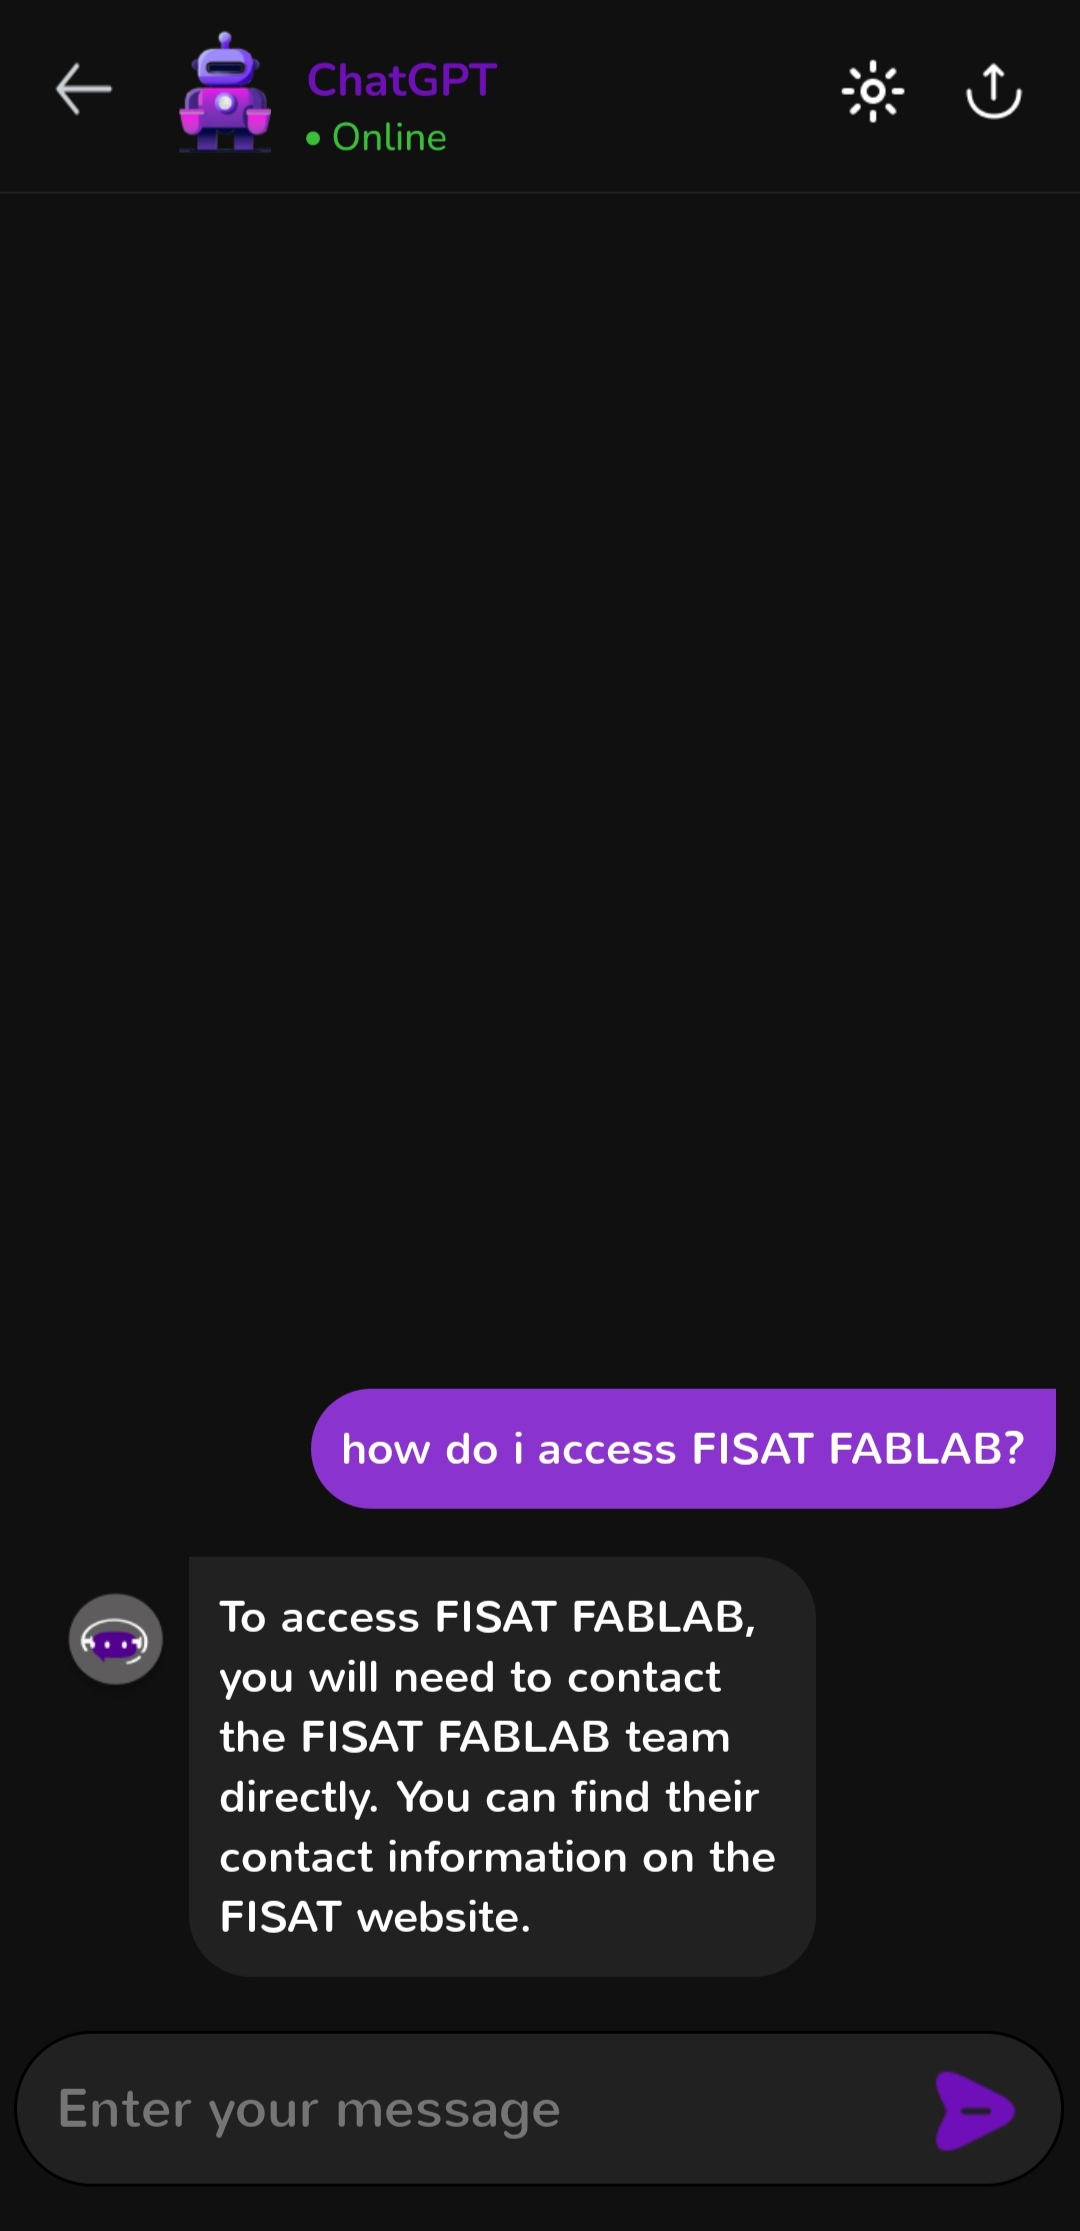 ChatGPT
• Online
how do i access FISAT FABLAB?
To access FISAT FABLAB,
you will need to contact
the FISAT FABLAB team
directly. You can find their
contact information on the
FISAT website.
Enter your message